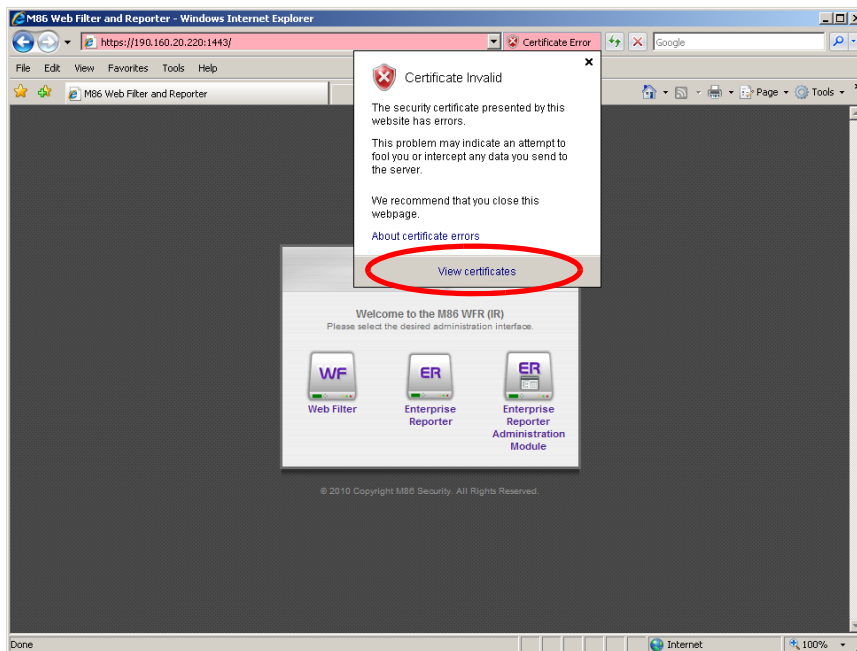 M86 Web Filter and Reporter - Windows Internet Explorer
https://190.160.20.220:1443/
Certificate Error
Google
File Edit View Favorites Tools Help
M86 Web Filter and Reporter
Page
Tools
Certificate Invalid
The security certificate presented by this
website has errors.
This problem may indicate an attempt to
fool you or intercept any data you send to
the server.
We recommend that you close this
webpage.
About certificate errors
View certificates
Welcome to the M86 WFR (IR)
Please select the desired administration interface.
WF
ER
ER
Web Filter
Enterprise
Reporter
Enterprise
Reporter
Administration
Module
© 2010 Copyright M86 Security. All Rights Reserved.
Done
Internet
100%